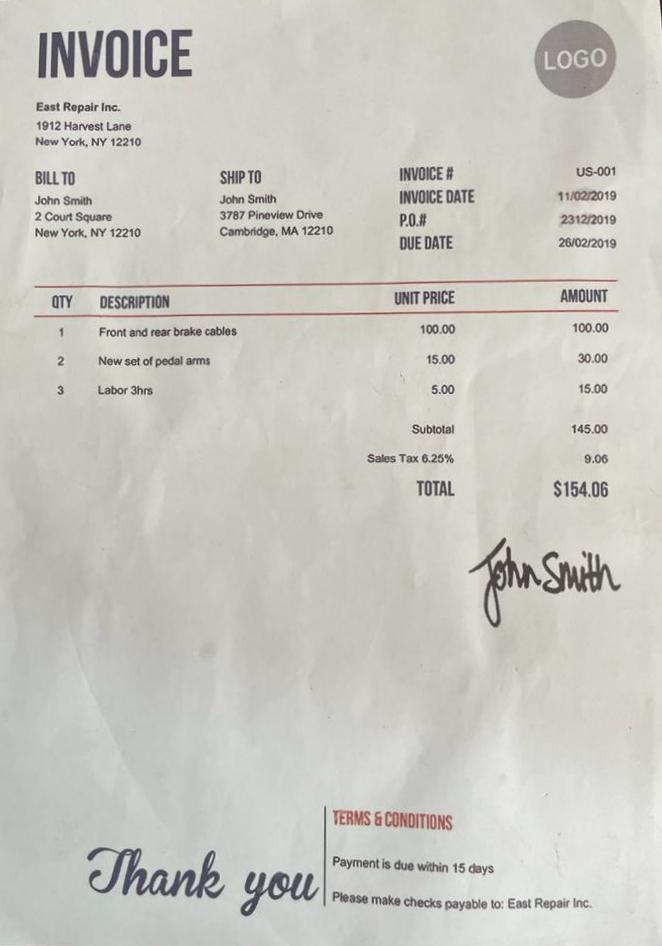 INVOICE
LOGO
East Repair Inc.
1912 Harvest Lane
New York, NY 12210
BILL TO
John Smith
2 Court Square
New York, NY 12210
SHIP TO
John Smith
3787 Pineview Drive
Cambridge, MA 12210
INVOICE # US-001
INVOICE DATE 11/02/2019
P.O.# 2312/2019
DUE DATE 26/02/2019
QTY DESCRIPTION UNIT PRICE AMOUNT
1 Front and rear brake cables 100.00 100.00
2 New set of pedal arms 15.00 30.00
3 Labor 3hrs 5.00 15.00
Subtotal 145.00
Sales Tax 6.25% 9.06
TOTAL $154.06
John Smith
Thank you
TERMS & CONDITIONS
Payment is due within 15 days
Please make checks payable to: East Repair Inc.